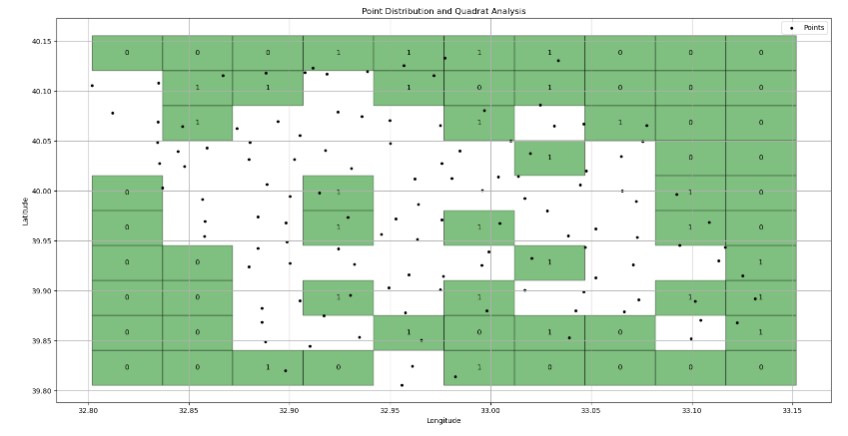 Point Distribution and Quadrat Analysis
Points
40.15
0 0 0 1 1 1 1 0 0 0
40.10
1 1 1 0 1 0 0 0
1 1 1 0 0
40.05
1 0 0
40.00
0 1 1 0
0 1 1 1 0
39.95
0 0 1 1
39.90
0 0 1 1 1 1
0 0 1 0 1 0 1
39.85
0 0 1 0 1 0 0 0 0
39.80
32.80 32.85 32.90 32.95 33.00 33.05 33.10 33.15
Latitude
Longitude